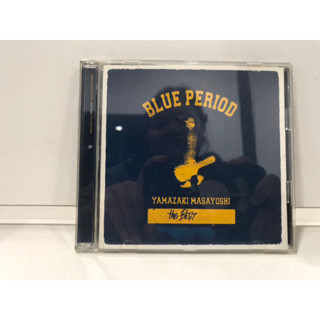 BLUE PERIOD
YAMAZAKI MASAYOSHI
the BEST